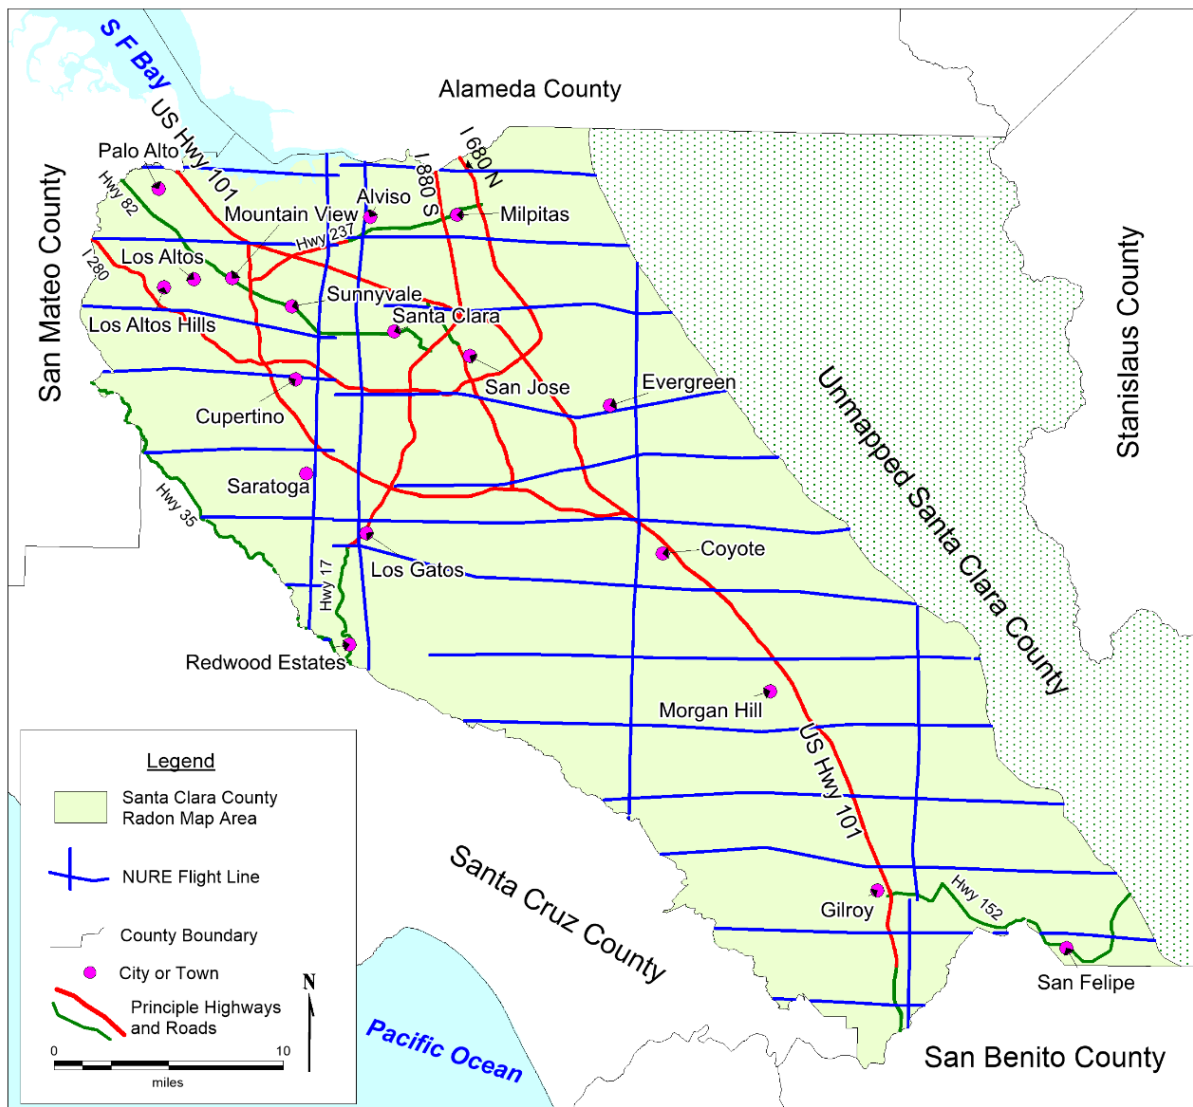 S F Bay
Alameda County
US Hwy 101
I 880 S
I 680 N
Palo Alto
Hwy 82
Alviso
Mountain View
Milpitas
Hwy 237
San Mateo County
I 280
Los Altos
Sunnyvale
Los Altos Hills
Santa Clara
San Jose
Evergreen
Cupertino
Stanislaus County
Unmapped Santa Clara County
Saratoga
Hwy 35
Coyote
Los Gatos
Hwy 17
Redwood Estates
Morgan Hill
US Hwy 101
Santa Cruz County
Gilroy
Hwy 152
San Felipe
San Benito County
Pacific Ocean
Legend
Santa Clara County
Radon Map Area
NURE Flight Line
County Boundary
City or Town
N
Principle Highways
and Roads
0 10
miles